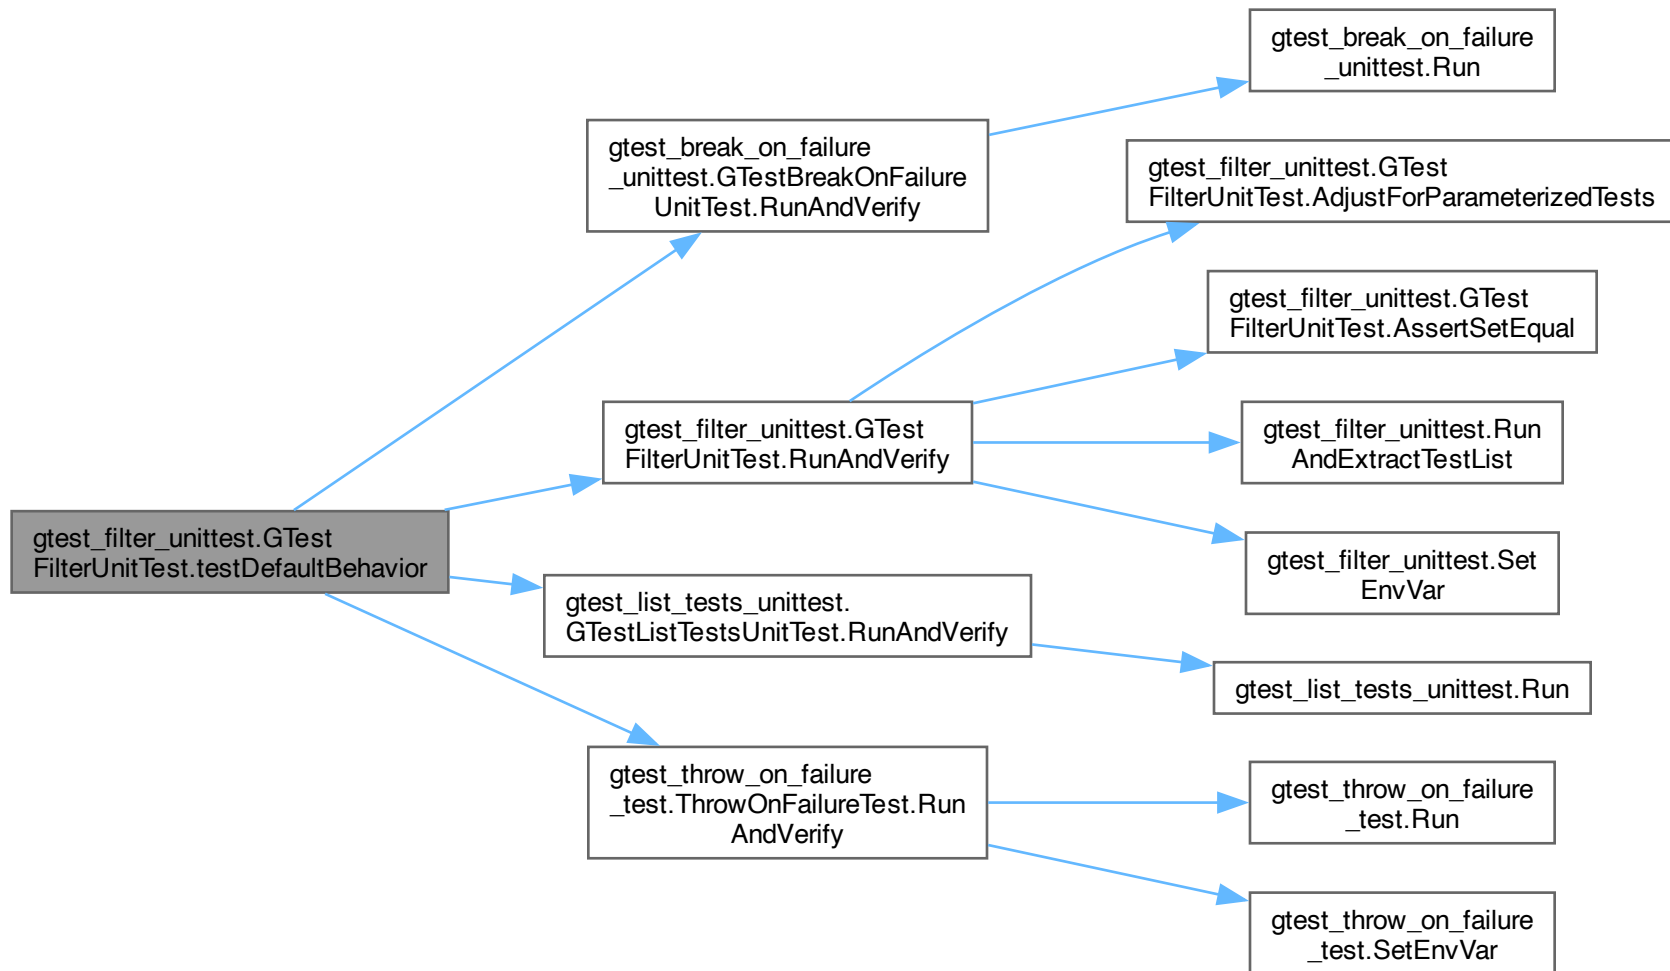 gtest_break_on_failure
_unittest.Run
gtest_break_on_failure
_unittest.GTestBreakOnFailure
UnitTest.RunAndVerify
gtest_filter_unittest.GTest
FilterUnitTest.AdjustForParameterizedTests
gtest_filter_unittest.GTest
FilterUnitTest.AssertSetEqual
gtest_filter_unittest.GTest
FilterUnitTest.RunAndVerify
gtest_filter_unittest.Run
AndExtractTestList
gtest_filter_unittest.GTest
FilterUnitTest.testDefaultBehavior
gtest_filter_unittest.Set
EnvVar
gtest_list_tests_unittest.
GTestListTestsUnitTest.RunAndVerify
gtest_list_tests_unittest.Run
gtest_throw_on_failure
_test.ThrowOnFailureTest.Run
AndVerify
gtest_throw_on_failure
_test.Run
gtest_throw_on_failure
_test.SetEnvVar